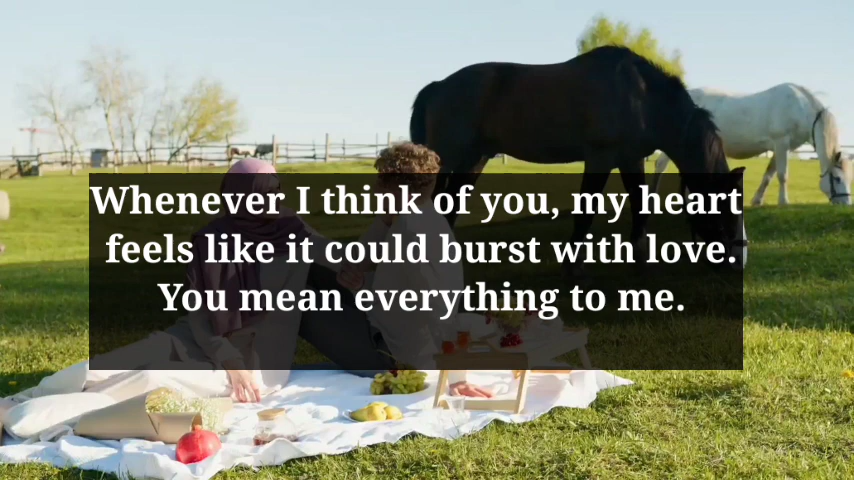 Whenever I think of you, my heart
feels like it could burst with love.
You mean everything to me.